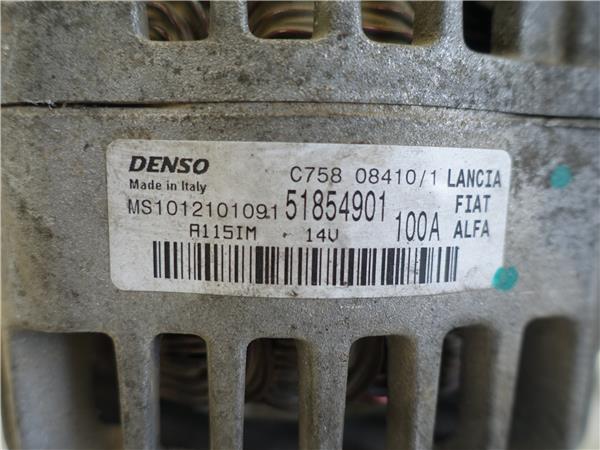 DENSO C758 08410/1 LANCIA
Made in Italy FIAT
MS1012101091 51854901 100A ALFA
A115IM 14V